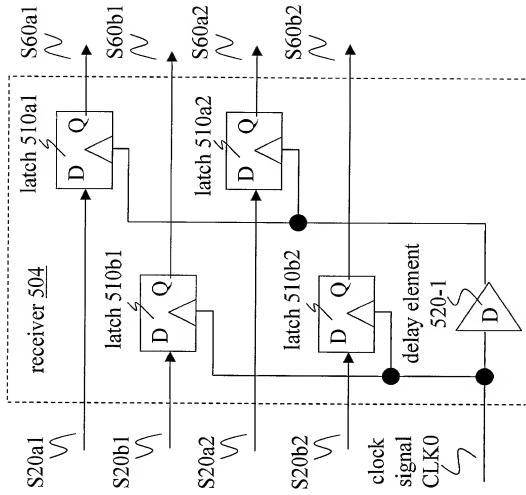 S60a1
S60b1
S60a2
S60b2
latch 510a1
D Q
latch 510a2
D Q
receiver 504
latch 510b1
D Q
latch 510b2
D Q
delay element
520-1
D
S20a1
S20b1
S20a2
S20b2
clock
signal
CLK0